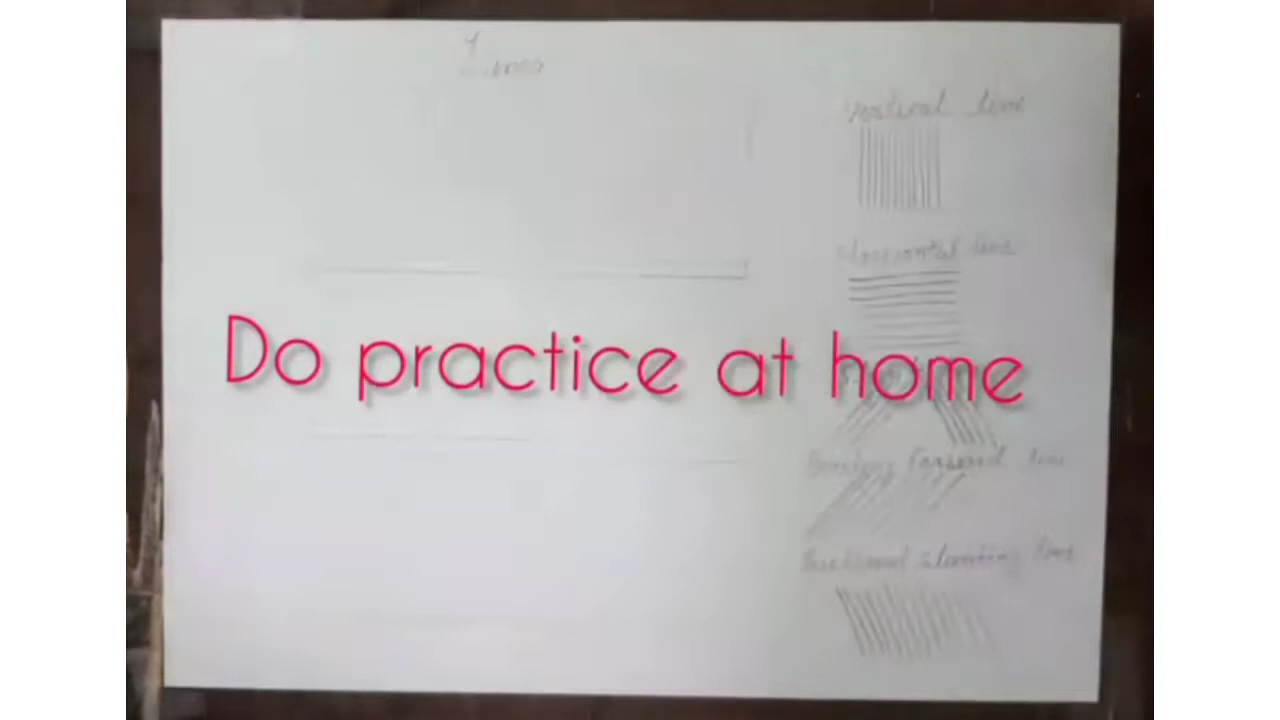 Vertical line
Horizontal line
Do practice at home
forward line
Backward slanting line